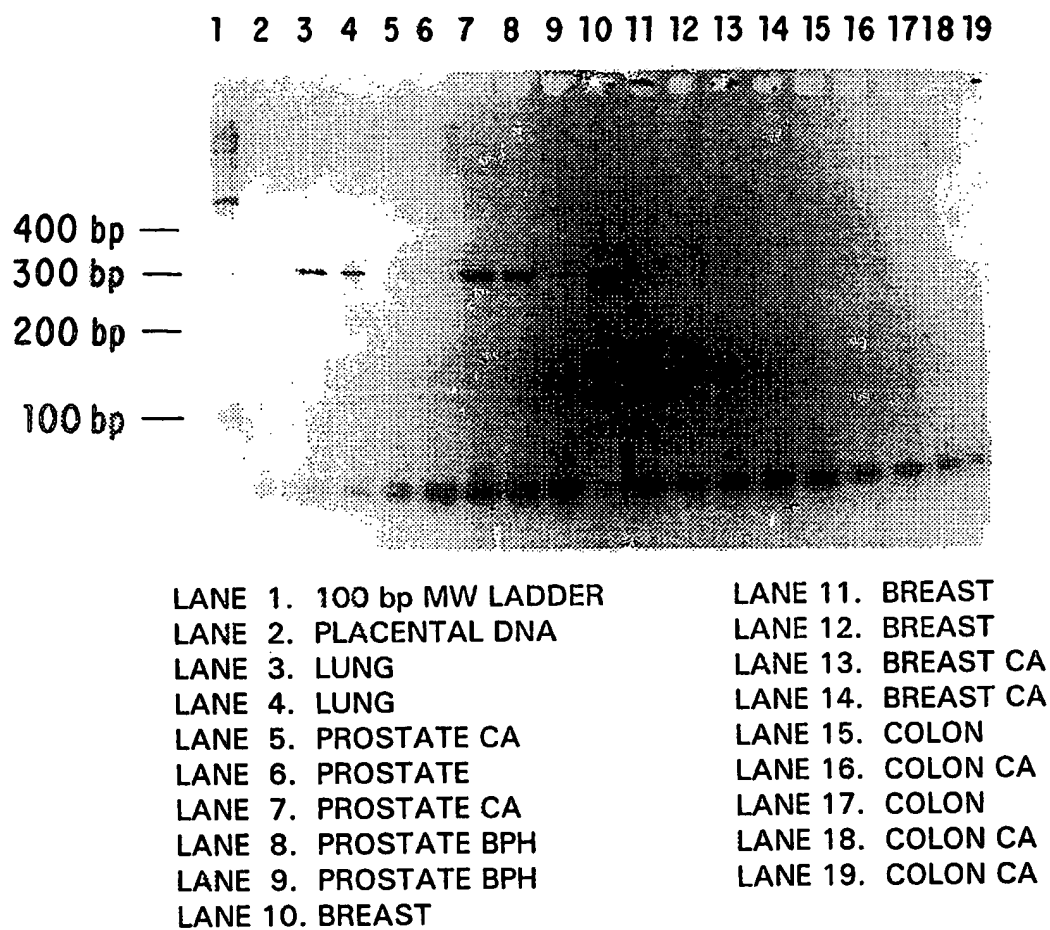 1 2 3 4 5 6 7 8 9 10 11 12 13 14 15 16 17 18 19
400 bp
300 bp
200 bp
100 bp
LANE 1. 100 bp MW LADDER
LANE 2. PLACENTAL DNA
LANE 3. LUNG
LANE 4. LUNG
LANE 5. PROSTATE CA
LANE 6. PROSTATE
LANE 7. PROSTATE CA
LANE 8. PROSTATE BPH
LANE 9. PROSTATE BPH
LANE 10. BREAST
LANE 11. BREAST
LANE 12. BREAST
LANE 13. BREAST CA
LANE 14. BREAST CA
LANE 15. COLON
LANE 16. COLON CA
LANE 17. COLON
LANE 18. COLON CA
LANE 19. COLON CA